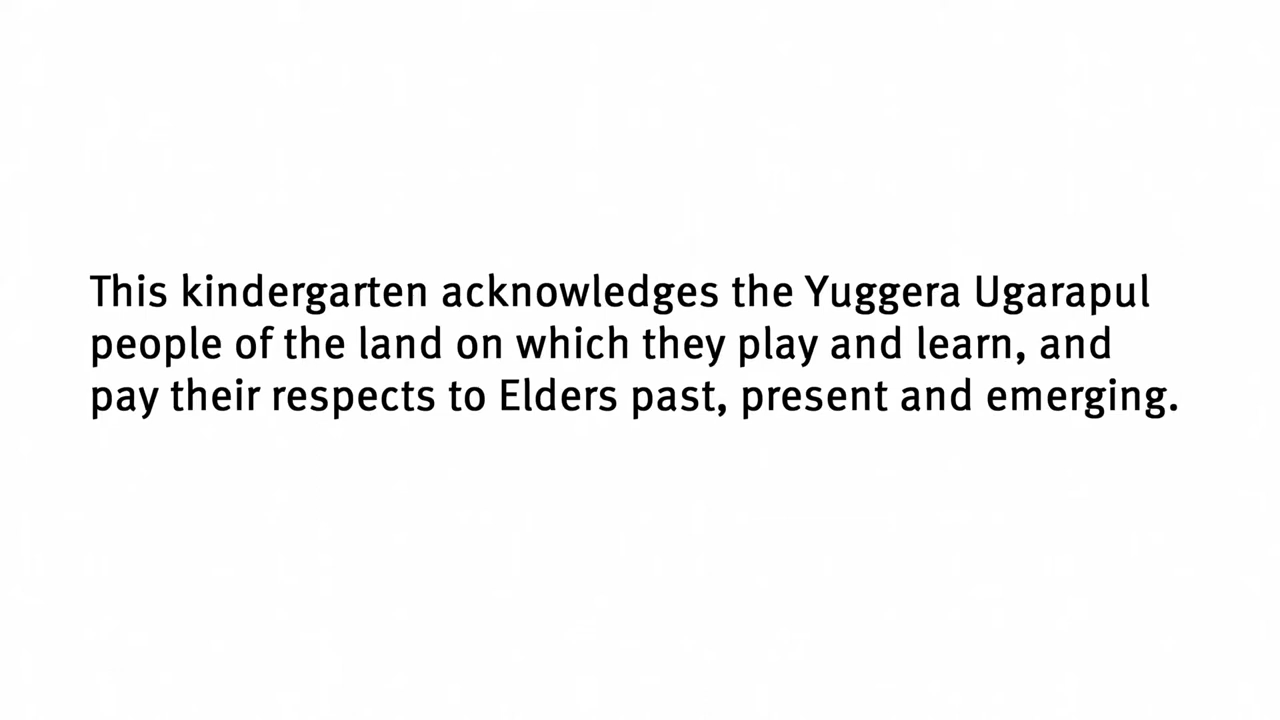 This kindergarten acknowledges the Yuggera Ugarapul
people of the land on which they play and learn, and
pay their respects to Elders past, present and emerging.